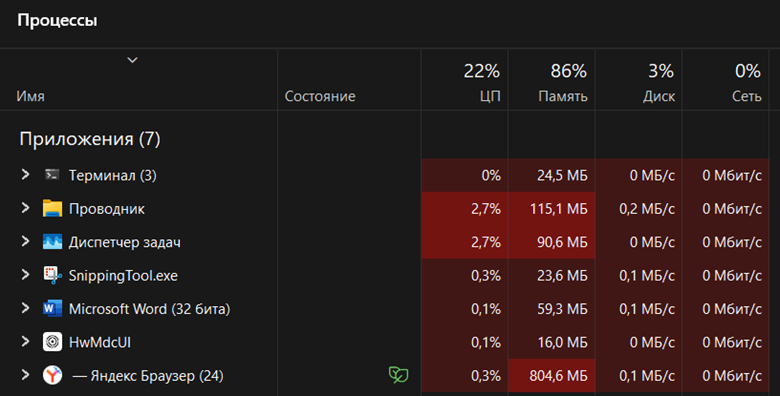 Процессы
22% 86% 3% 0%
Имя Состояние ЦП Память Диск Сеть
Приложения (7)
Терминал (3) 0% 24,5 МБ 0 МБ/с 0 Мбит/с
Проводник 2,7% 115,1 МБ 0,2 МБ/с 0 Мбит/с
Диспетчер задач 2,7% 90,6 МБ 0 МБ/с 0 Мбит/с
SnippingTool.exe 0,3% 23,6 МБ 0,1 МБ/с 0 Мбит/с
Microsoft Word (32 бита) 0,1% 59,3 МБ 0,1 МБ/с 0 Мбит/с
HwMdcUI 0,1% 16,0 МБ 0 МБ/с 0 Мбит/с
— Яндекс Браузер (24) 0,3% 804,6 МБ 0,1 МБ/с 0 Мбит/с